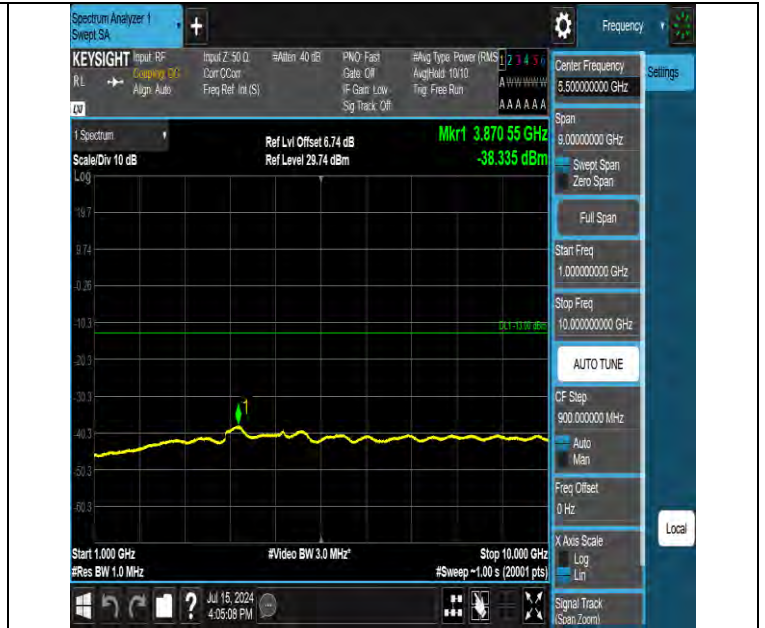 Spectrum Analyzer 1
Swept SA
+
Frequency
KEYSIGHT
RL
Input: RF
Coupling: DC
Align: Auto
Input Z: 50 Ω
Corr CCorr
Freq Ref: Int (S)
#Atten: 40 dB
PNO: Fast
Gate: Off
IF Gain: Low
Sig Track: Off
#Avg Type: Power (RMS
Avg|Hold: 10/10
Trig: Free Run
1 2 3 4 5 6
A W W W W W
A A A A A A
1 Spectrum
Scale/Div 10 dB
Log
Ref Lvl Offset 6.74 dB
Ref Level 29.74 dBm
Mkr1 3.870 55 GHz
-38.335 dBm
19.7
9.74
-0.26
-10.3
DL1 -13.00 dBm
-20.3
-30.3
1
-40.3
-50.3
-60.3
Start 1.000 GHz
#Res BW 1.0 MHz
#Video BW 3.0 MHz*
Stop 10.000 GHz
#Sweep ~1.00 s (20001 pts)
?
Jul 15, 2024
4:05:08 PM
Center Frequency
5.500000000 GHz
Settings
Span
9.00000000 GHz
Swept Span
Zero Span
Full Span
Start Freq
1.000000000 GHz
Stop Freq
10.000000000 GHz
AUTO TUNE
CF Step
900.000000 MHz
Auto
Man
Freq Offset
0 Hz
X Axis Scale
Log
Lin
Local
Signal Track
(Span Zoom)